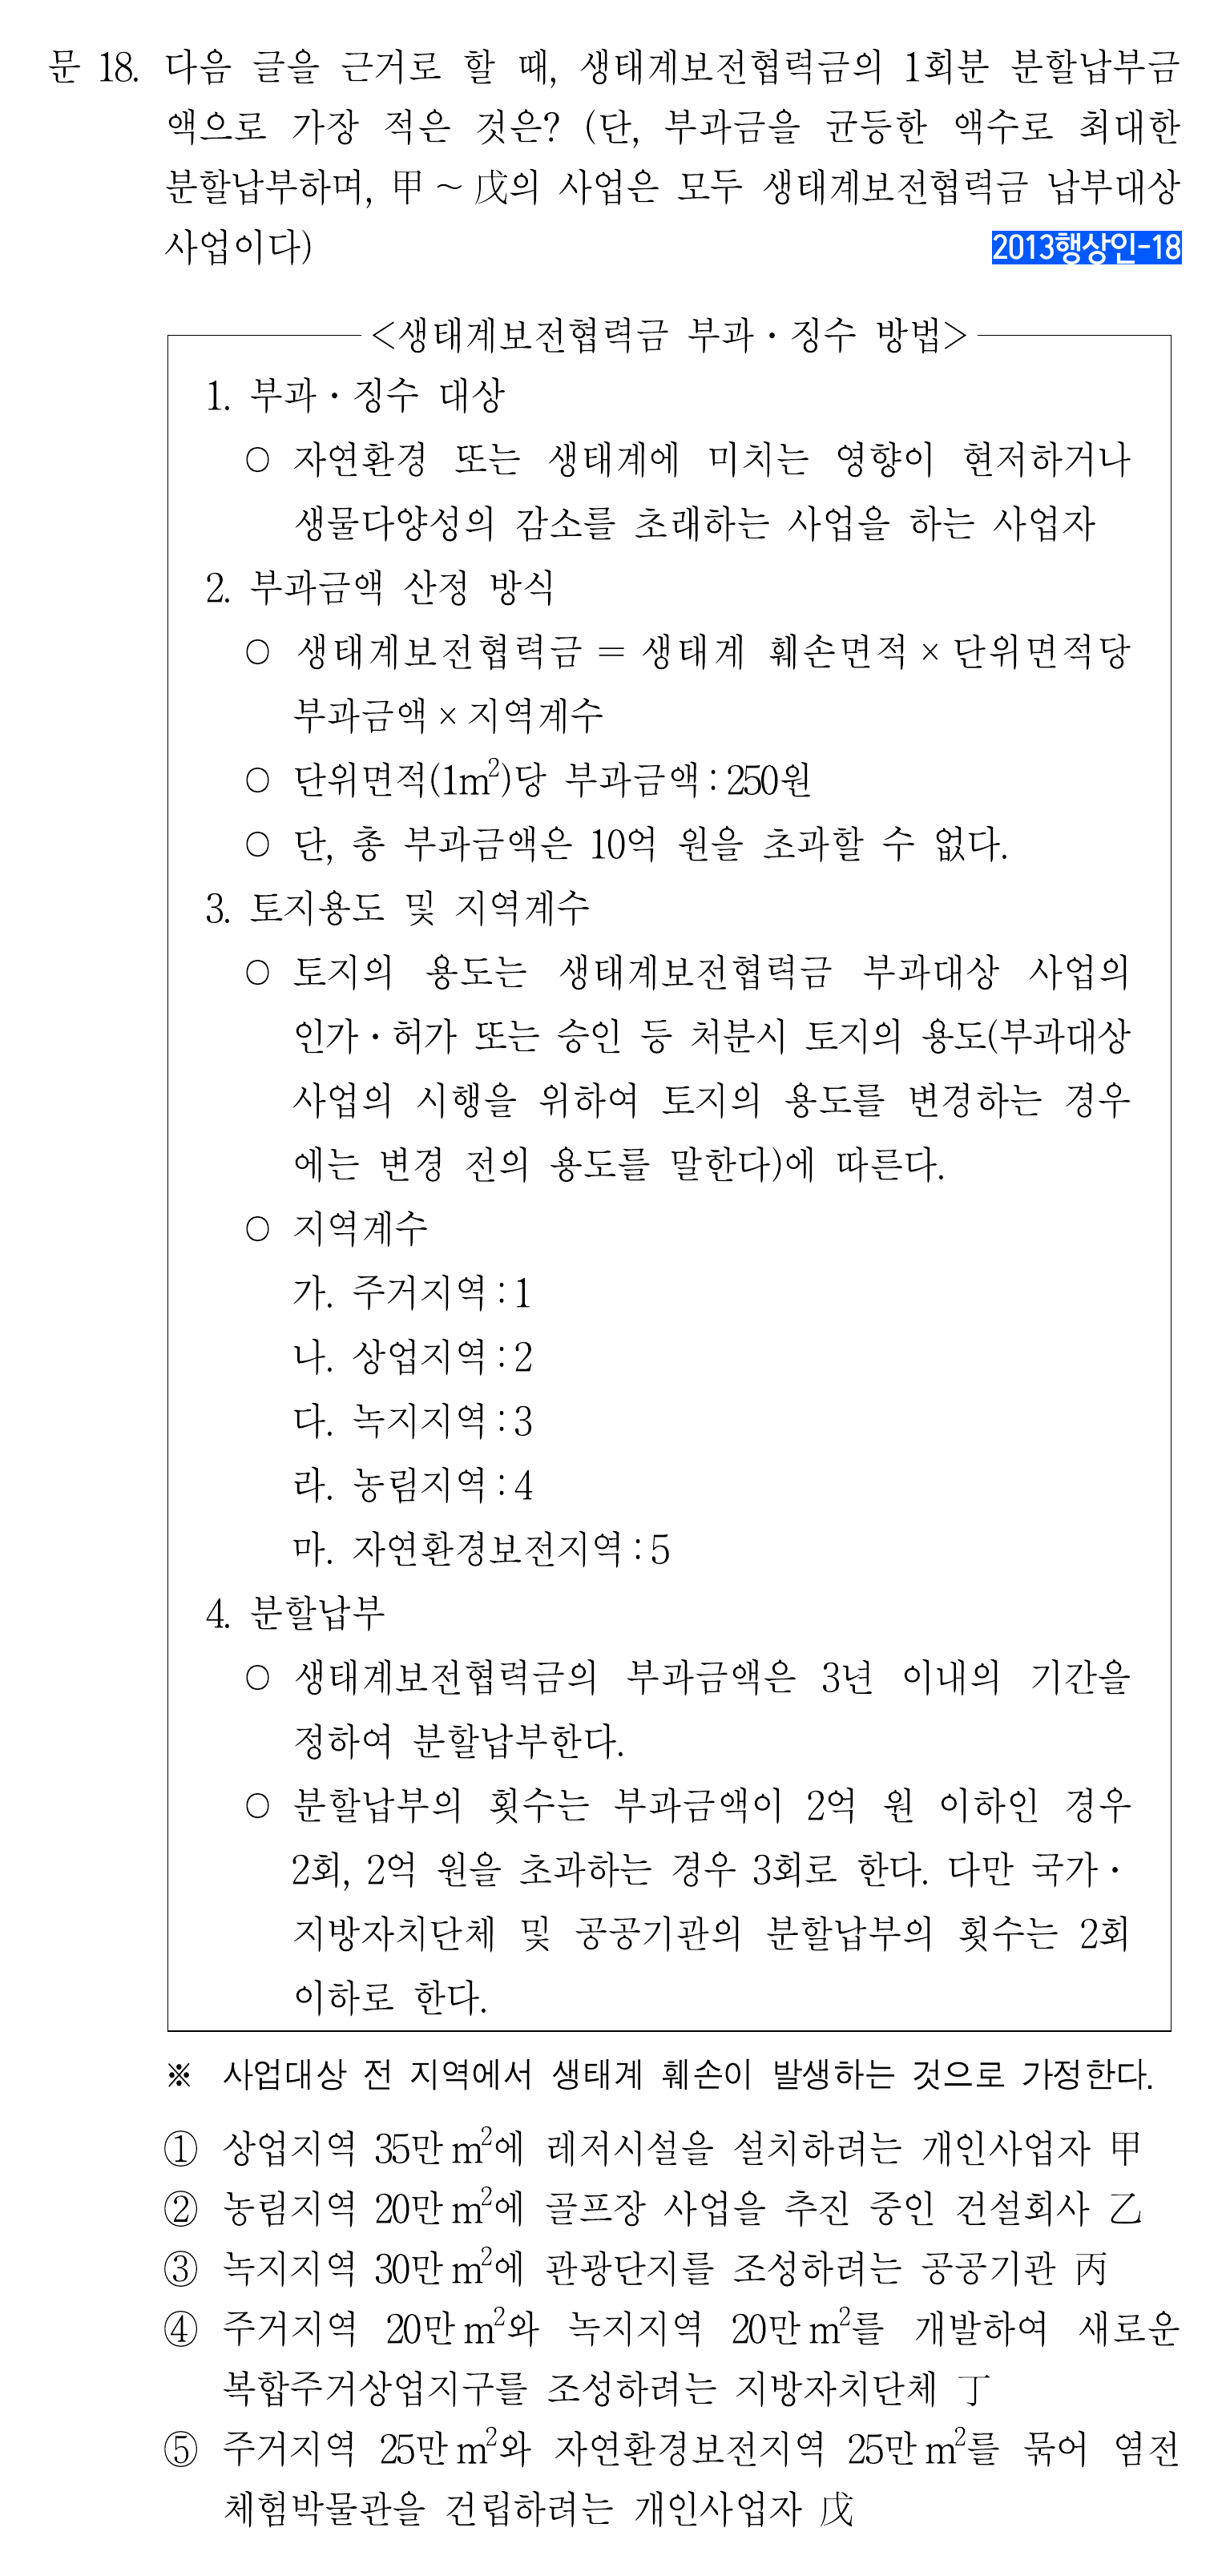 문 18. 다음 글을 근거로 할 때, 생태계보전협력금의 1회분 분할납부금
액으로 가장 적은 것은? (단, 부과금을 균등한 액수로 최대한
분할납부하며, 甲 ~ 戊의 사업은 모두 생태계보전협력금 납부대상
사업이다) 2013행상인-18
<생태계보전협력금 부과・징수 방법>
1. 부과・징수 대상
○ 자연환경 또는 생태계에 미치는 영향이 현저하거나
생물다양성의 감소를 초래하는 사업을 하는 사업자
2. 부과금액 산정 방식
○ 생태계보전협력금 = 생태계 훼손면적 × 단위면적당
부과금액 × 지역계수
○ 단위면적(1m²)당 부과금액 : 250원
○ 단, 총 부과금액은 10억 원을 초과할 수 없다.
3. 토지용도 및 지역계수
○ 토지의 용도는 생태계보전협력금 부과대상 사업의
인가・허가 또는 승인 등 처분시 토지의 용도(부과대상
사업의 시행을 위하여 토지의 용도를 변경하는 경우
에는 변경 전의 용도를 말한다)에 따른다.
○ 지역계수
가. 주거지역 : 1
나. 상업지역 : 2
다. 녹지지역 : 3
라. 농림지역 : 4
마. 자연환경보전지역 : 5
4. 분할납부
○ 생태계보전협력금의 부과금액은 3년 이내의 기간을
정하여 분할납부한다.
○ 분할납부의 횟수는 부과금액이 2억 원 이하인 경우
2회, 2억 원을 초과하는 경우 3회로 한다. 다만 국가・
지방자치단체 및 공공기관의 분할납부의 횟수는 2회
이하로 한다.
※ 사업대상 전 지역에서 생태계 훼손이 발생하는 것으로 가정한다.
① 상업지역 35만 m²에 레저시설을 설치하려는 개인사업자 甲
② 농림지역 20만 m²에 골프장 사업을 추진 중인 건설회사 乙
③ 녹지지역 30만 m²에 관광단지를 조성하려는 공공기관 丙
④ 주거지역 20만 m²와 녹지지역 20만 m²를 개발하여 새로운
복합주거상업지구를 조성하려는 지방자치단체 丁
⑤ 주거지역 25만 m²와 자연환경보전지역 25만 m²를 묶어 염전
체험박물관을 건립하려는 개인사업자 戊